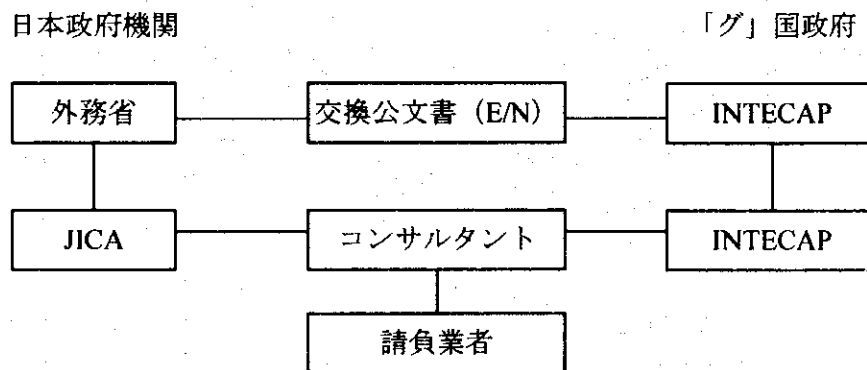 日本政府機関 「グ」国政府
外務省 交換公文書 (E/N) INTECAP
JICA コンサルタント INTECAP
請負業者